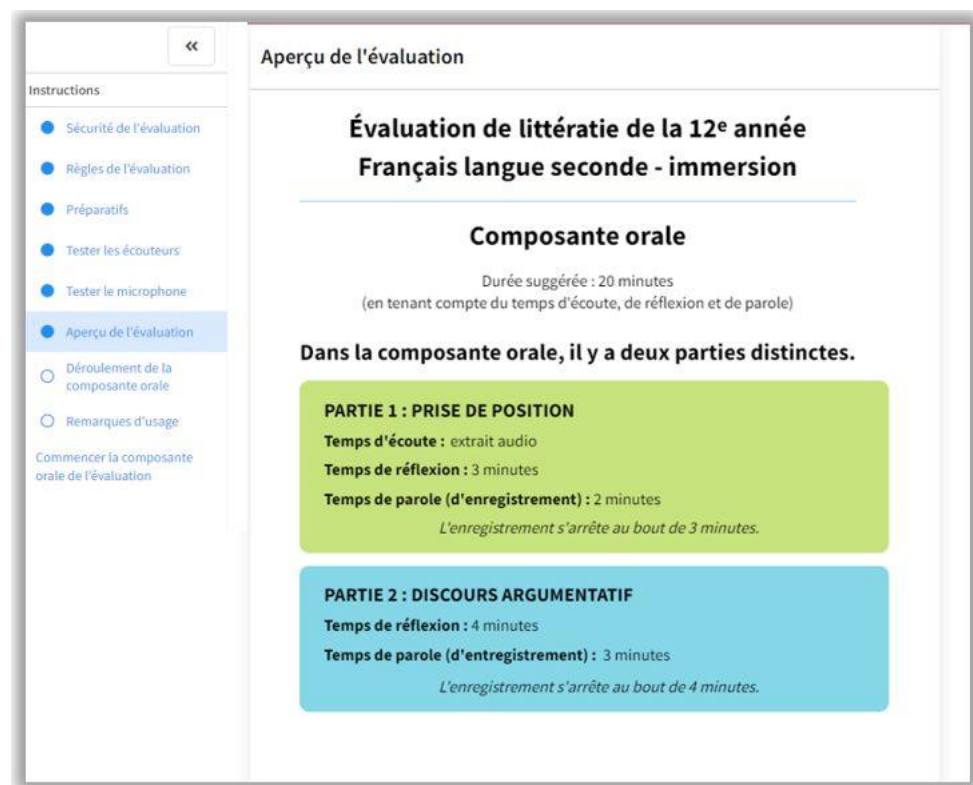 «
Instructions
Sécurité de l'évaluation
Règles de l'évaluation
Préparatifs
Tester les écouteurs
Tester le microphone
Aperçu de l'évaluation
Déroulement de la
composante orale
Remarques d'usage
Commencer la composante
orale de l'évaluation
Aperçu de l'évaluation
Évaluation de littératie de la 12e année
Français langue seconde - immersion
Composante orale
Durée suggérée : 20 minutes
(en tenant compte du temps d'écoute, de réflexion et de parole)
Dans la composante orale, il y a deux parties distinctes.
PARTIE 1 : PRISE DE POSITION
Temps d'écoute : extrait audio
Temps de réflexion : 3 minutes
Temps de parole (d'enregistrement) : 2 minutes
L'enregistrement s'arrête au bout de 3 minutes.
PARTIE 2 : DISCOURS ARGUMENTATIF
Temps de réflexion : 4 minutes
Temps de parole (d'entregistrement) : 3 minutes
L'enregistrement s'arrête au bout de 4 minutes.